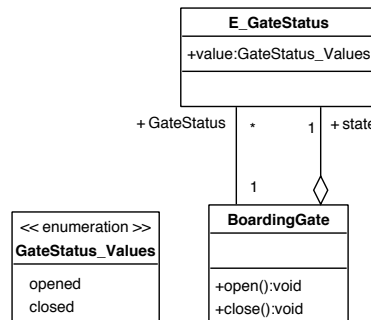 E_GateStatus
+value:GateStatus_Values
+ GateStatus
*
1
+ state
1
<< enumeration >>
GateStatus_Values
opened
closed
BoardingGate
+open():void
+close():void